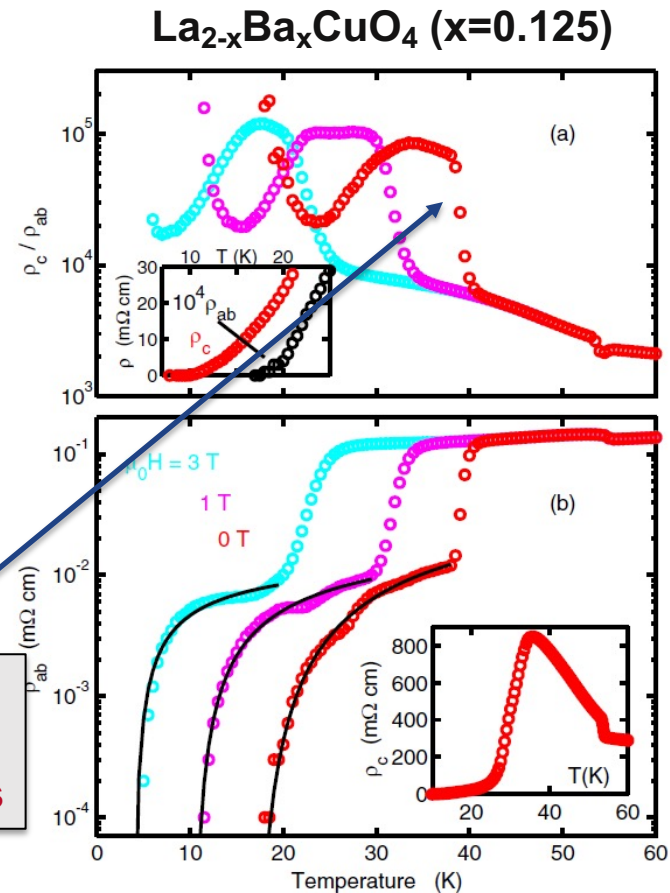 La2-xBaxCuO4 (x=0.125)
(a)
10^5
10^4
10^3
ρc / ρab
10 T (K) 20
30
20
10
0
ρ (mΩ cm)
10^4ρab
ρc
(b)
10^-1
10^-2
10^-3
10^-4
(mΩ cm)
0H = 3 T
1 T
0 T
800
600
400
200
0
ρc (mΩ cm)
T(K)
20 40 60
0 10 20 30 40 50 60
Temperature (K)
s